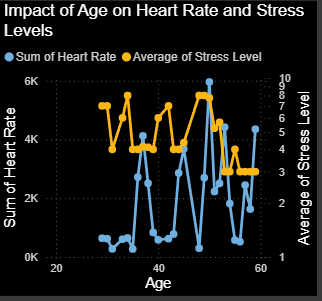 Impact of Age on Heart Rate and Stress
Levels
Sum of Heart Rate Average of Stress Level
6K
4K
2K
0K
Sum of Heart Rate
10
9
8
7
6
5
4
3
2
1
Average of Stress Level
20 40 60
Age